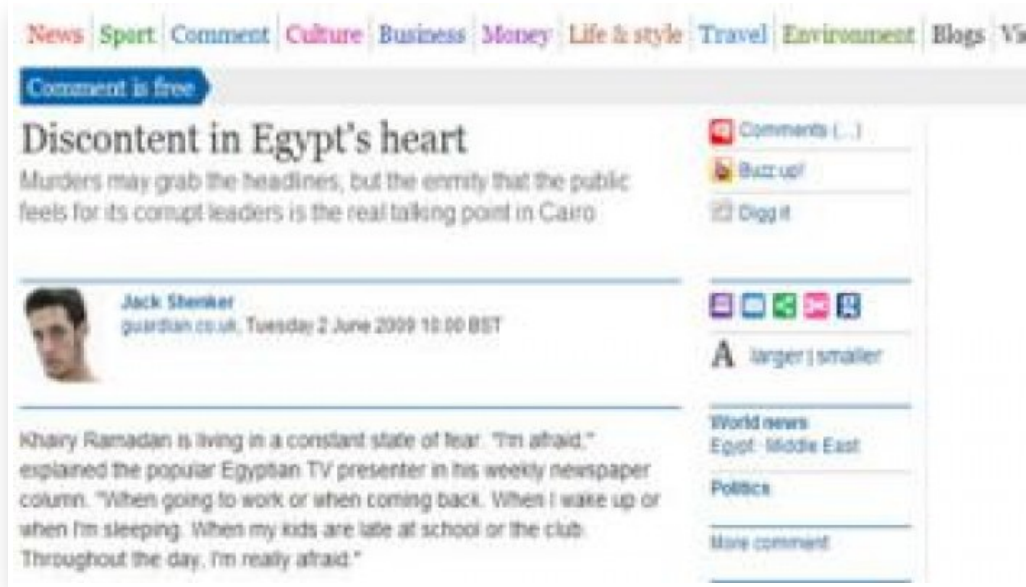 News Sport Comment Culture Business Money Life & style Travel Environment Blogs
Comment is free
Discontent in Egypt's heart
Murders may grab the headlines, but the enmity that the public
feels for its corrupt leaders is the real talking point in Cairo
Comments (...)
Buzz up!
Digg it
Jack Shenker
guardian.co.uk, Tuesday 2 June 2009 10.00 BST
A larger | smaller
Khairy Ramadan is living in a constant state of fear. "I'm afraid,"
explained the popular Egyptian TV presenter in his weekly newspaper
column. "When going to work or when coming back. When I wake up or
when I'm sleeping. When my kids are late at school or the club.
Throughout the day, I'm really afraid."
World news
Egypt · Middle East
Politics
More comment